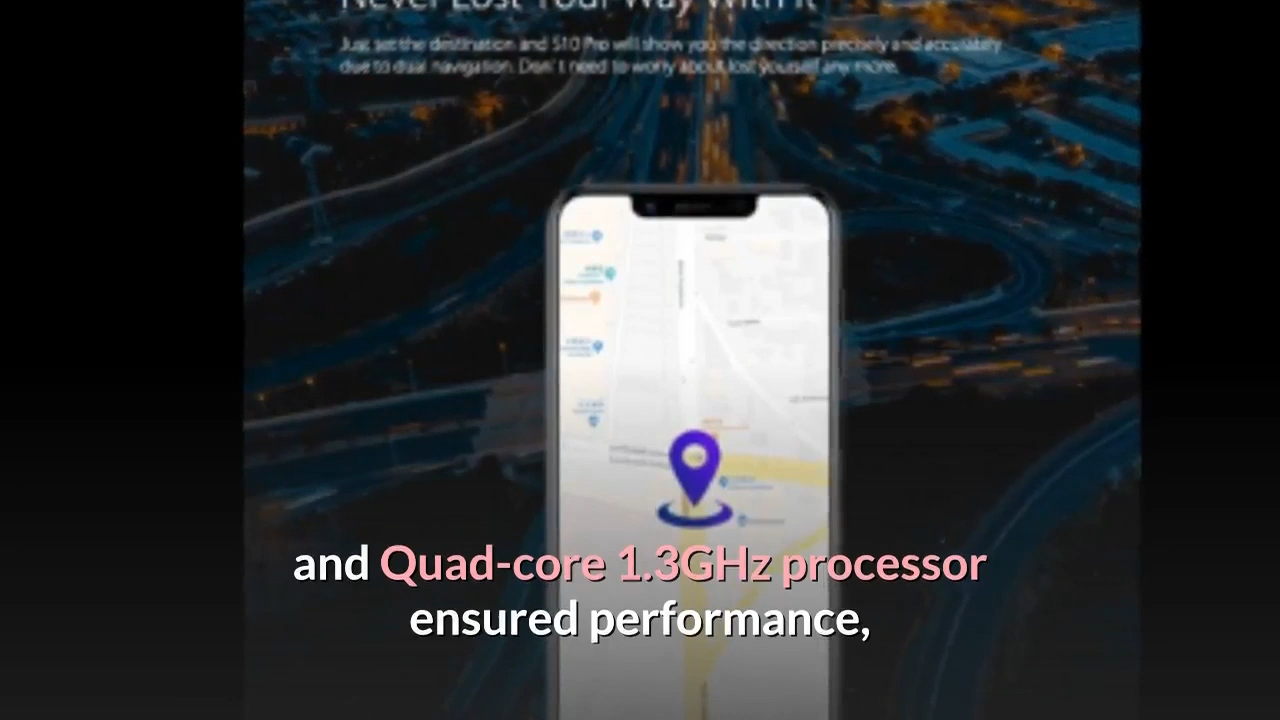 Never Lost Your Way With It
Just set the destination and S10 Pro will show you the direction precisely and accurately
due to dual navigation. Don't need to worry about lost yourself any more.
and Quad-core 1.3GHz processor
ensured performance,